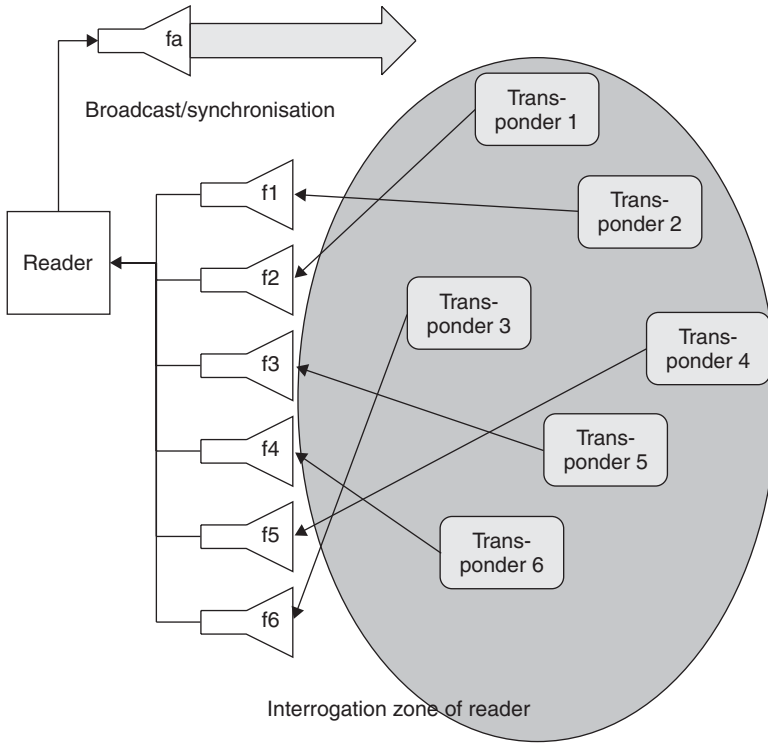 fa
Broadcast/synchronisation
Trans-
ponder 1
f1
Trans-
ponder 2
Reader
f2
Trans-
ponder 3
f3
Trans-
ponder 4
f4
Trans-
ponder 5
f5
Trans-
ponder 6
f6
Interrogation zone of reader